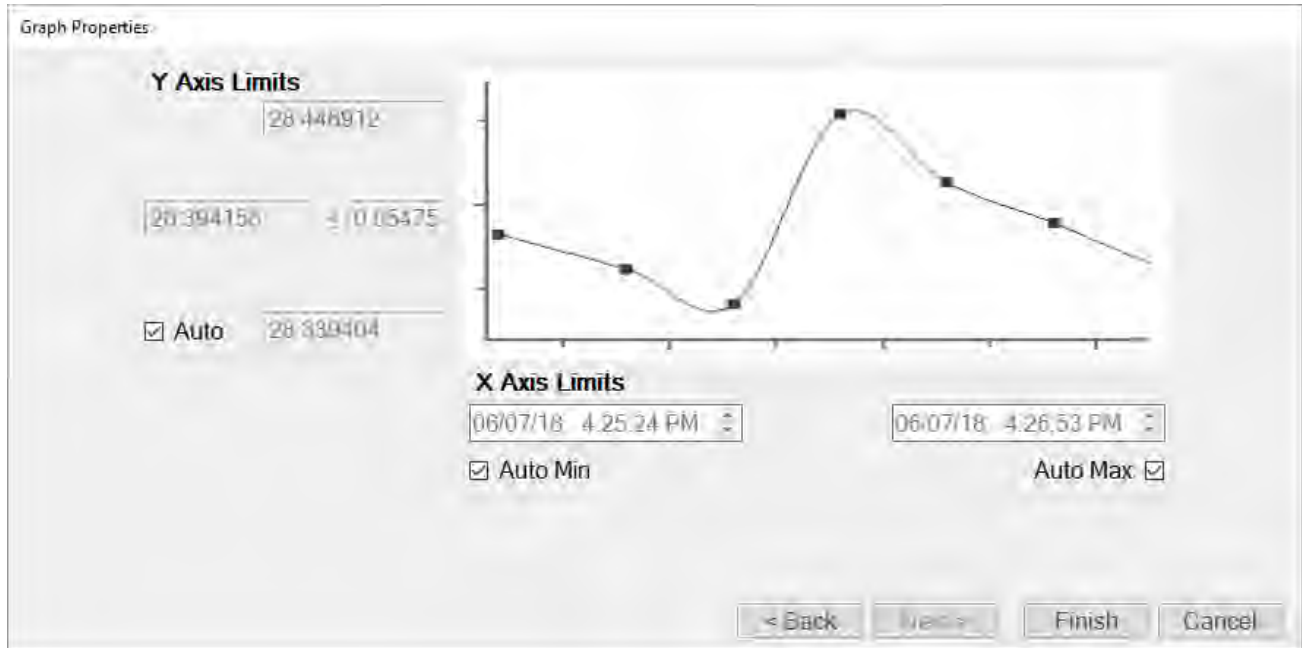 Graph Properties
Y Axis Limits
28.448912
28.394158 ± 0.05475
Auto 28.339404
X Axis Limits
06/07/18 4:25:24 PM
06/07/18 4:26:53 PM
Auto Min
Auto Max
< Back
Next >
Finish
Cancel